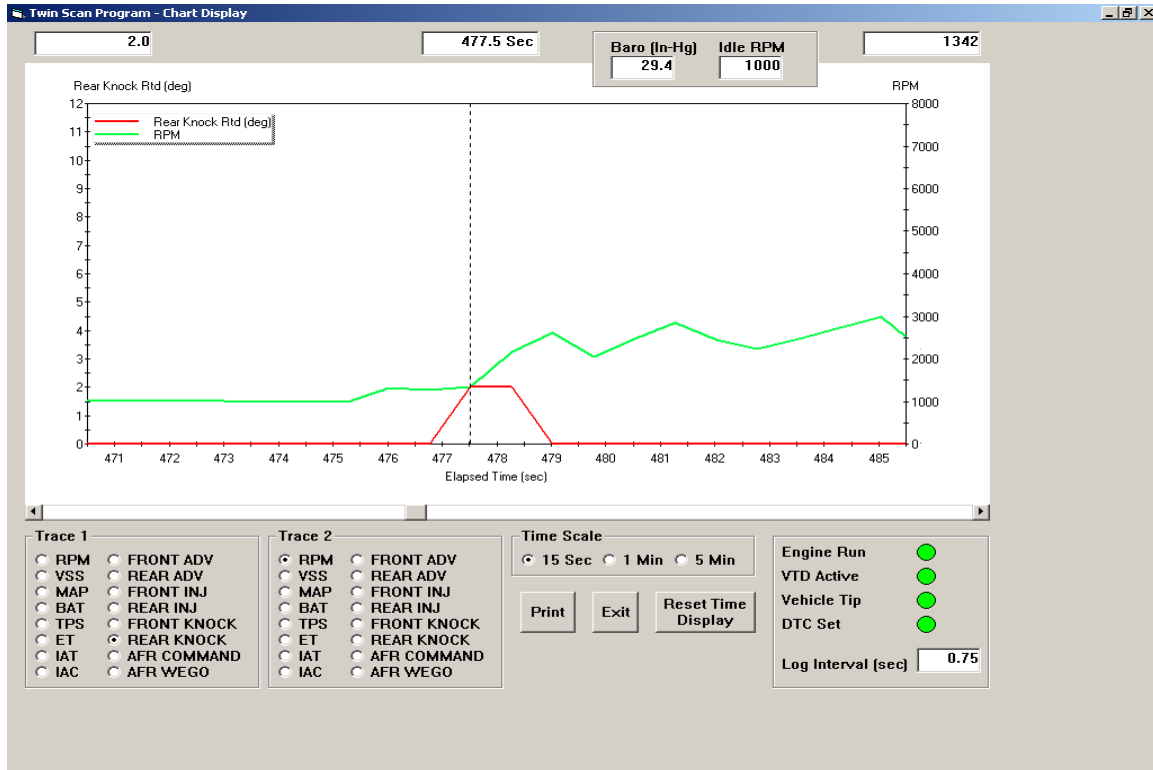 Twin Scan Program - Chart Display
2.0
477.5 Sec
Baro (In-Hg) Idle RPM
29.4 1000
1342
Rear Knock Rtd (deg)
RPM
Rear Knock Rtd (deg)
RPM
12
11
10
9
8
7
6
5
4
3
2
1
0
8000
7000
6000
5000
4000
3000
2000
1000
0
471 472 473 474 475 476 477 478 479 480 481 482 483 484 485
Elapsed Time (sec)
Trace 1
RPM FRONT ADV
VSS REAR ADV
MAP FRONT INJ
BAT REAR INJ
TPS FRONT KNOCK
ET REAR KNOCK
IAT AFR COMMAND
IAC AFR WEGO
Trace 2
RPM FRONT ADV
VSS REAR ADV
MAP FRONT INJ
BAT REAR INJ
TPS FRONT KNOCK
ET REAR KNOCK
IAT AFR COMMAND
IAC AFR WEGO
Time Scale
15 Sec 1 Min 5 Min
Print
Exit
Reset Time
Display
Engine Run
VTD Active
Vehicle Tip
DTC Set
Log Interval (sec) 0.75